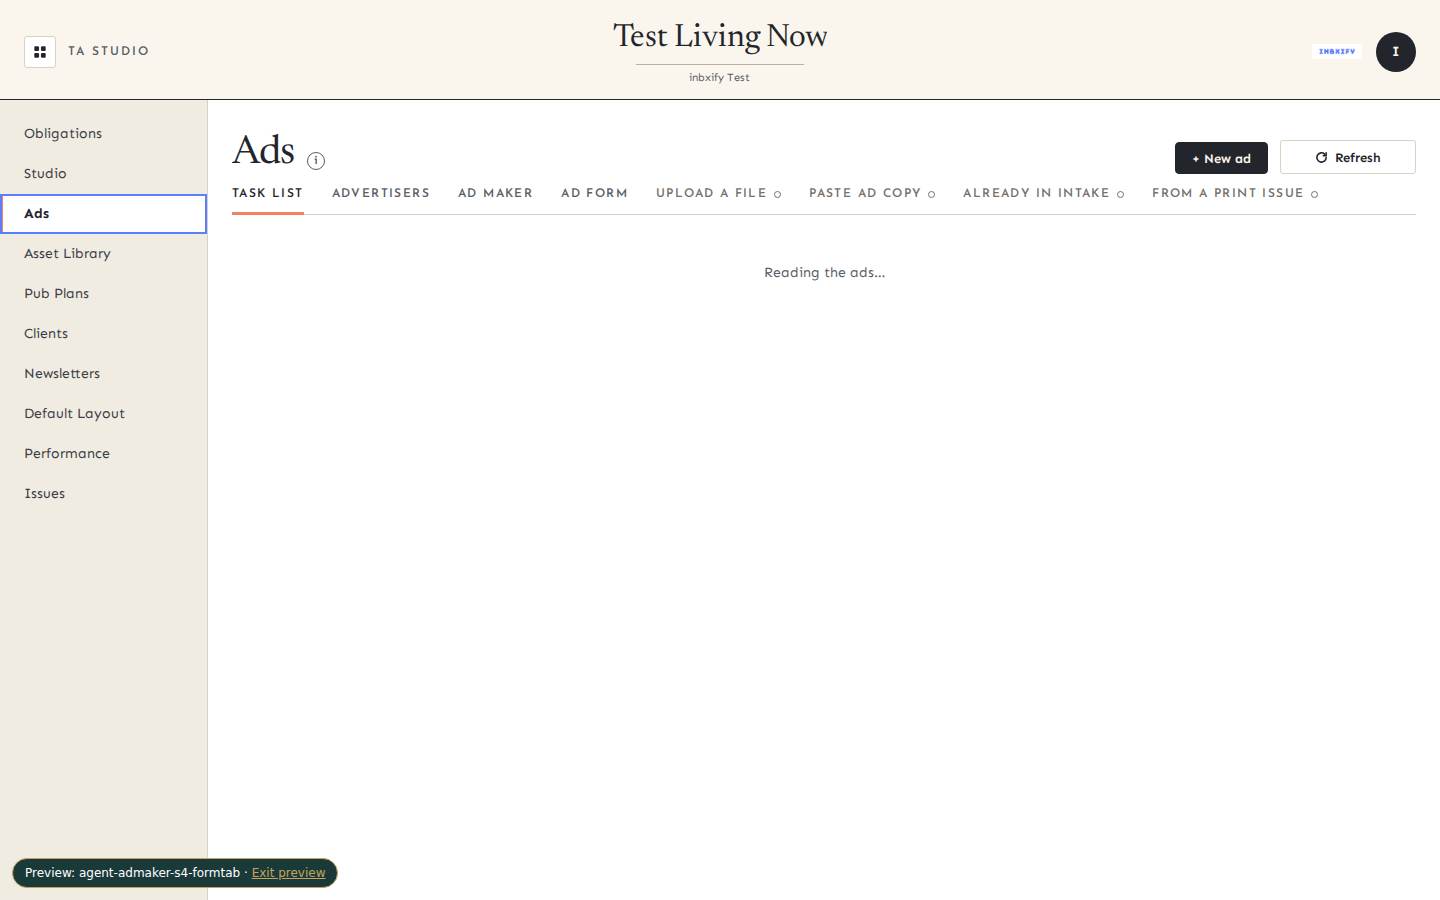 TA STUDIO
Test Living Now
inbxify Test
INBXIFY
I
Obligations
Studio
Ads
Asset Library
Pub Plans
Clients
Newsletters
Default Layout
Performance
Issues
Ads i
+ New ad
Refresh
TASK LIST ADVERTISERS AD MAKER AD FORM UPLOAD A FILE PASTE AD COPY ALREADY IN INTAKE FROM A PRINT ISSUE
Reading the ads...
Preview: agent-admaker-s4-formtab · Exit preview